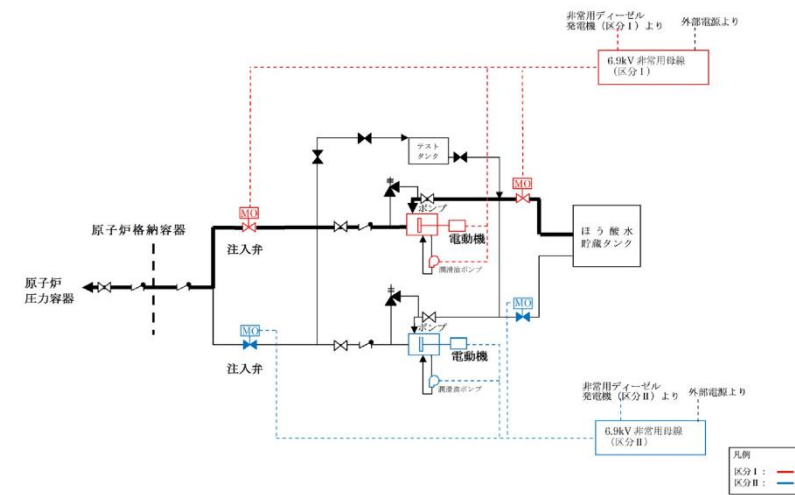 非常用ディーゼル
発電機（区分Ⅰ）より
外部電源より
6.9kV 非常用母線
（区分Ⅰ）
テスト
タンク
MO
ポンプ
MO
電動機
ほう酸水
貯蔵タンク
原子炉格納容器
注入弁
潤滑油ポンプ
原子炉
圧力容器
MO
MO
ポンプ
電動機
注入弁
潤滑油ポンプ
非常用ディーゼル
発電機（区分Ⅱ）より
外部電源より
6.9kV 非常用母線
（区分Ⅱ）
凡例
区分Ⅰ：
区分Ⅱ：